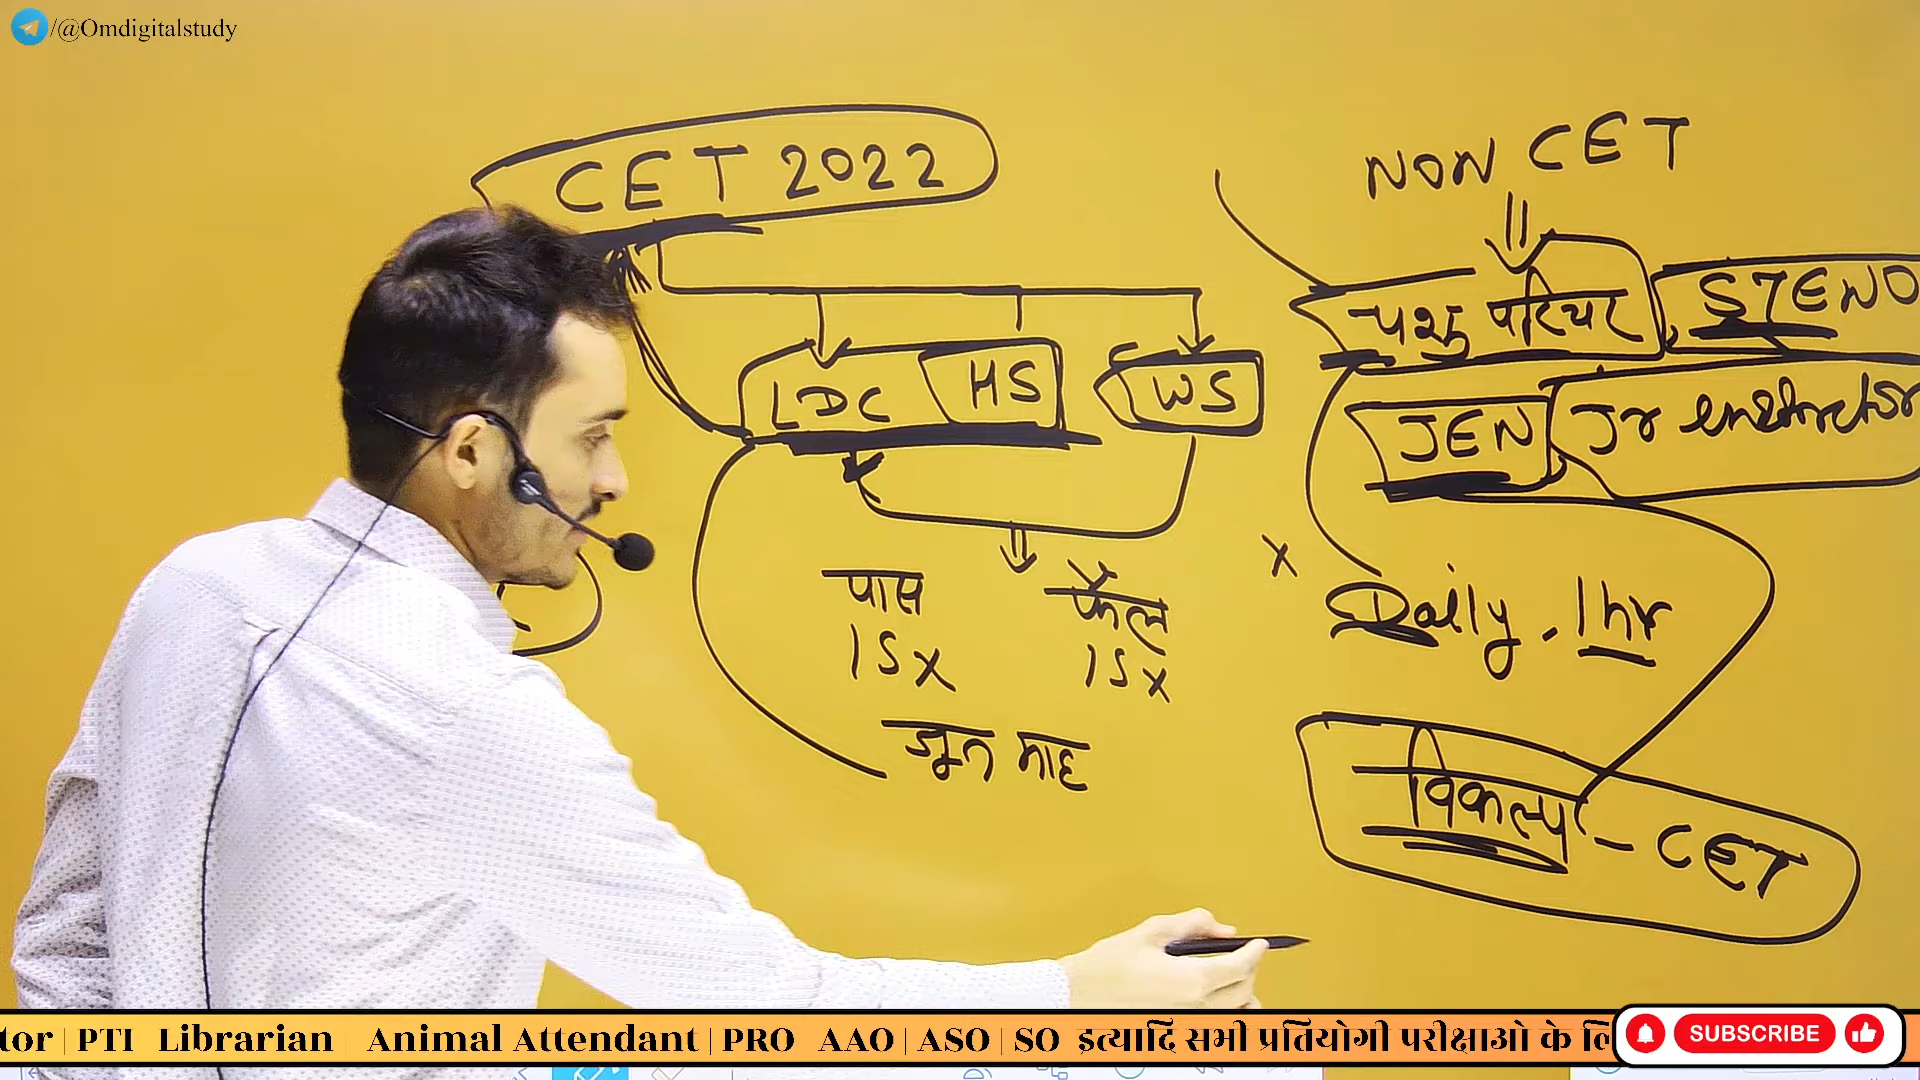 /@Omdigitalstudy
CET 2022
LDC HS WS
पास फैल
15x 15x
जून माह
NON CET
पशु परिचर STENO
JEN Jr instructor
x Daily. 1hr
विकल्प - CET
tor | PTI Librarian Animal Attendant | PRO AAO | ASO | SO इत्यादि सभी प्रतियोगी परीक्षाओ के लि
SUBSCRIBE